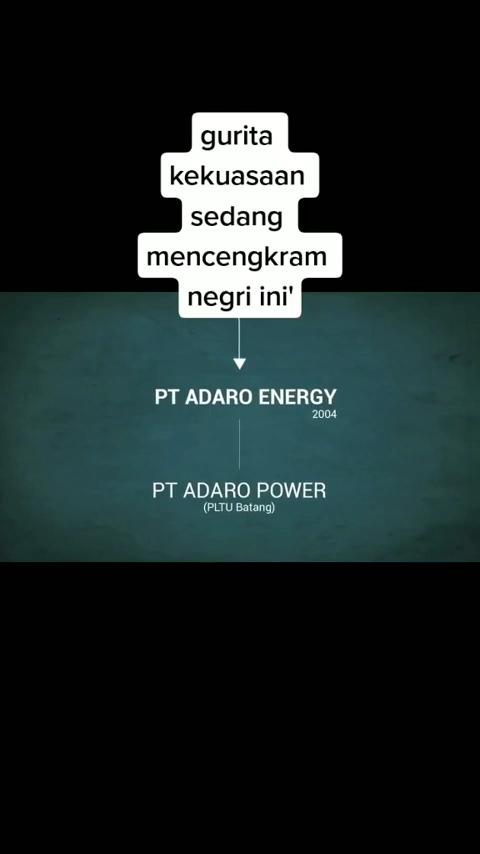 gurita
kekuasaan
sedang
mencengkram
negri ini'
PT ADARO ENERGY
2004
PT ADARO POWER
(PLTU Batang)